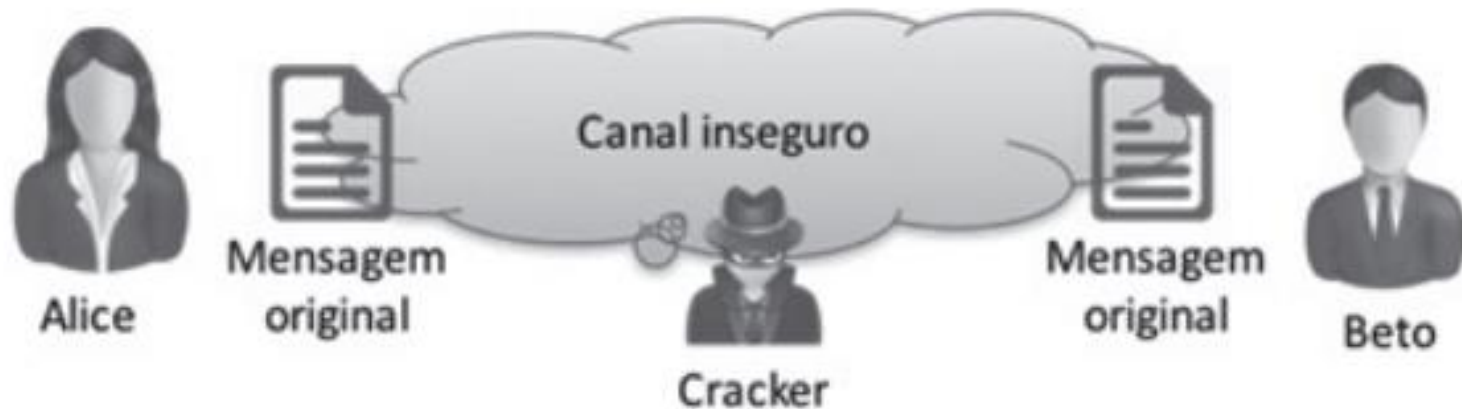 Canal inseguro
Mensagem
original
Mensagem
original
Alice
Beto
Cracker